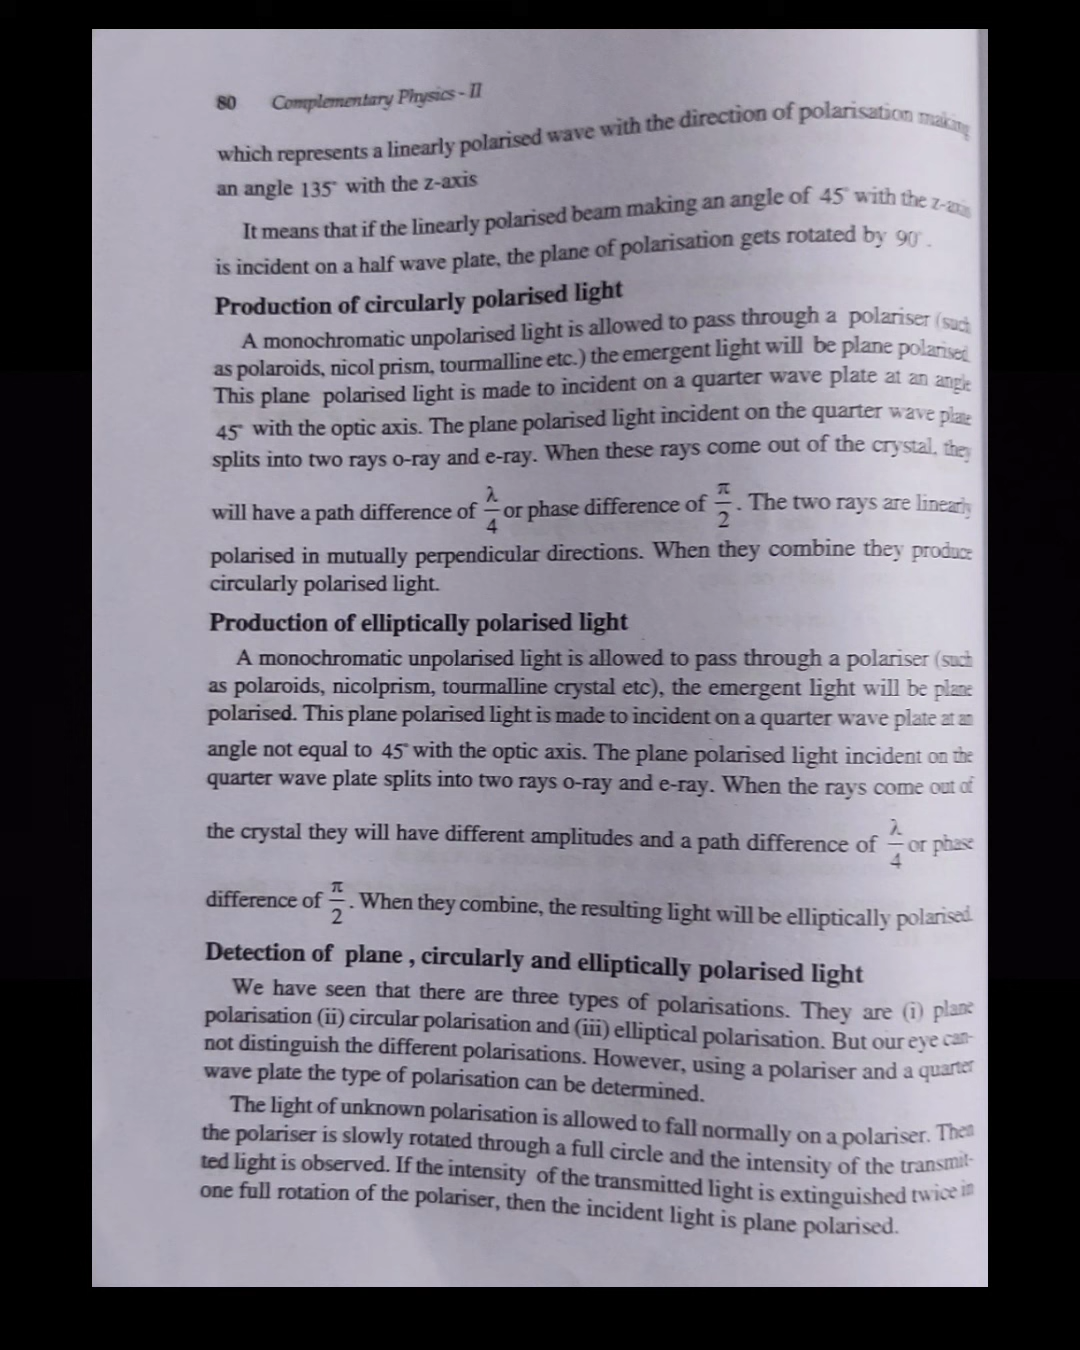 80 Complementary Physics - II
which represents a linearly polarised wave with the direction of polarisation making
an angle 135° with the z-axis
It means that if the linearly polarised beam making an angle of 45° with the z-axis
is incident on a half wave plate, the plane of polarisation gets rotated by 90°.
Production of circularly polarised light
A monochromatic unpolarised light is allowed to pass through a polariser (such
as polaroids, nicol prism, tourmalline etc.) the emergent light will be plane polarised.
This plane polarised light is made to incident on a quarter wave plate at an angle
45° with the optic axis. The plane polarised light incident on the quarter wave plate
splits into two rays o-ray and e-ray. When these rays come out of the crystal, they
will have a path difference of λ/4 or phase difference of π/2. The two rays are linearly
polarised in mutually perpendicular directions. When they combine they produce
circularly polarised light.
Production of elliptically polarised light
A monochromatic unpolarised light is allowed to pass through a polariser (such
as polaroids, nicolprism, tourmalline crystal etc), the emergent light will be plane
polarised. This plane polarised light is made to incident on a quarter wave plate at an
angle not equal to 45° with the optic axis. The plane polarised light incident on the
quarter wave plate splits into two rays o-ray and e-ray. When the rays come out of
the crystal they will have different amplitudes and a path difference of λ/4 or phase
difference of π/2. When they combine, the resulting light will be elliptically polarised.
Detection of plane , circularly and elliptically polarised light
We have seen that there are three types of polarisations. They are (i) plane
polarisation (ii) circular polarisation and (iii) elliptical polarisation. But our eye can-
not distinguish the different polarisations. However, using a polariser and a quarter
wave plate the type of polarisation can be determined.
The light of unknown polarisation is allowed to fall normally on a polariser. Then
the polariser is slowly rotated through a full circle and the intensity of the transmit-
ted light is observed. If the intensity of the transmitted light is extinguished twice in
one full rotation of the polariser, then the incident light is plane polarised.